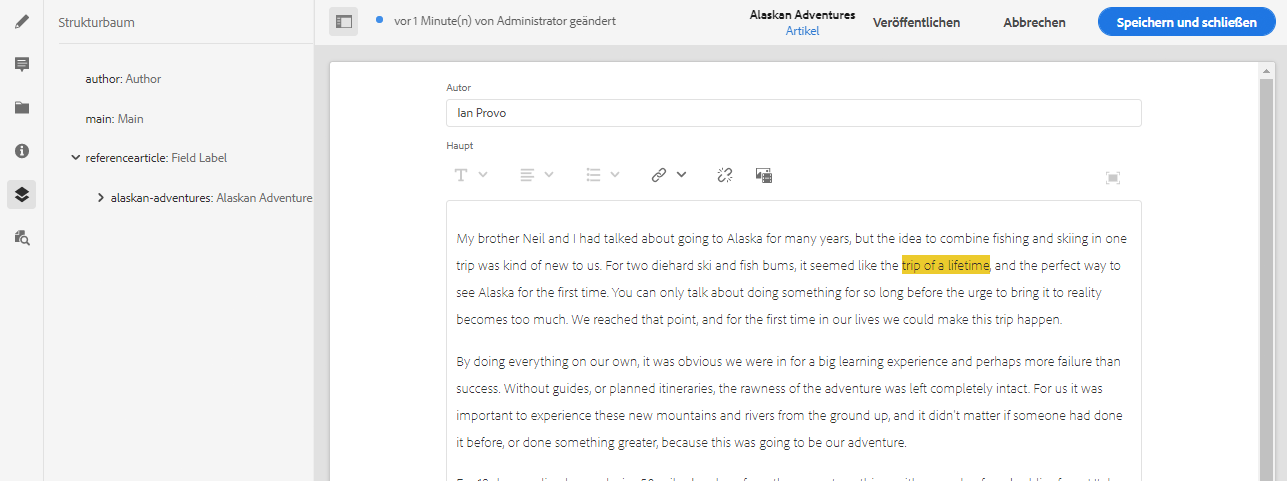 Strukturbaum
author: Author
main: Main
referencearticle: Field Label
alaskan-adventures: Alaskan Adventure
vor 1 Minute(n) von Administrator geändert
Alaskan Adventures
Artikel
Veröffentlichen
Abbrechen
Speichern und schließen
Autor
Ian Provo
Haupt
My brother Neil and I had talked about going to Alaska for many years, but the idea to combine fishing and skiing in one
trip was kind of new to us. For two diehard ski and fish bums, it seemed like the trip of a lifetime, and the perfect way to
see Alaska for the first time. You can only talk about doing something for so long before the urge to bring it to reality
becomes too much. We reached that point, and for the first time in our lives we could make this trip happen.
By doing everything on our own, it was obvious we were in for a big learning experience and perhaps more failure than
success. Without guides, or planned itineraries, the rawness of the adventure was left completely intact. For us it was
important to experience these new mountains and rivers from the ground up, and it didn't matter if someone had done
it before, or done something greater, because this was going to be our adventure.